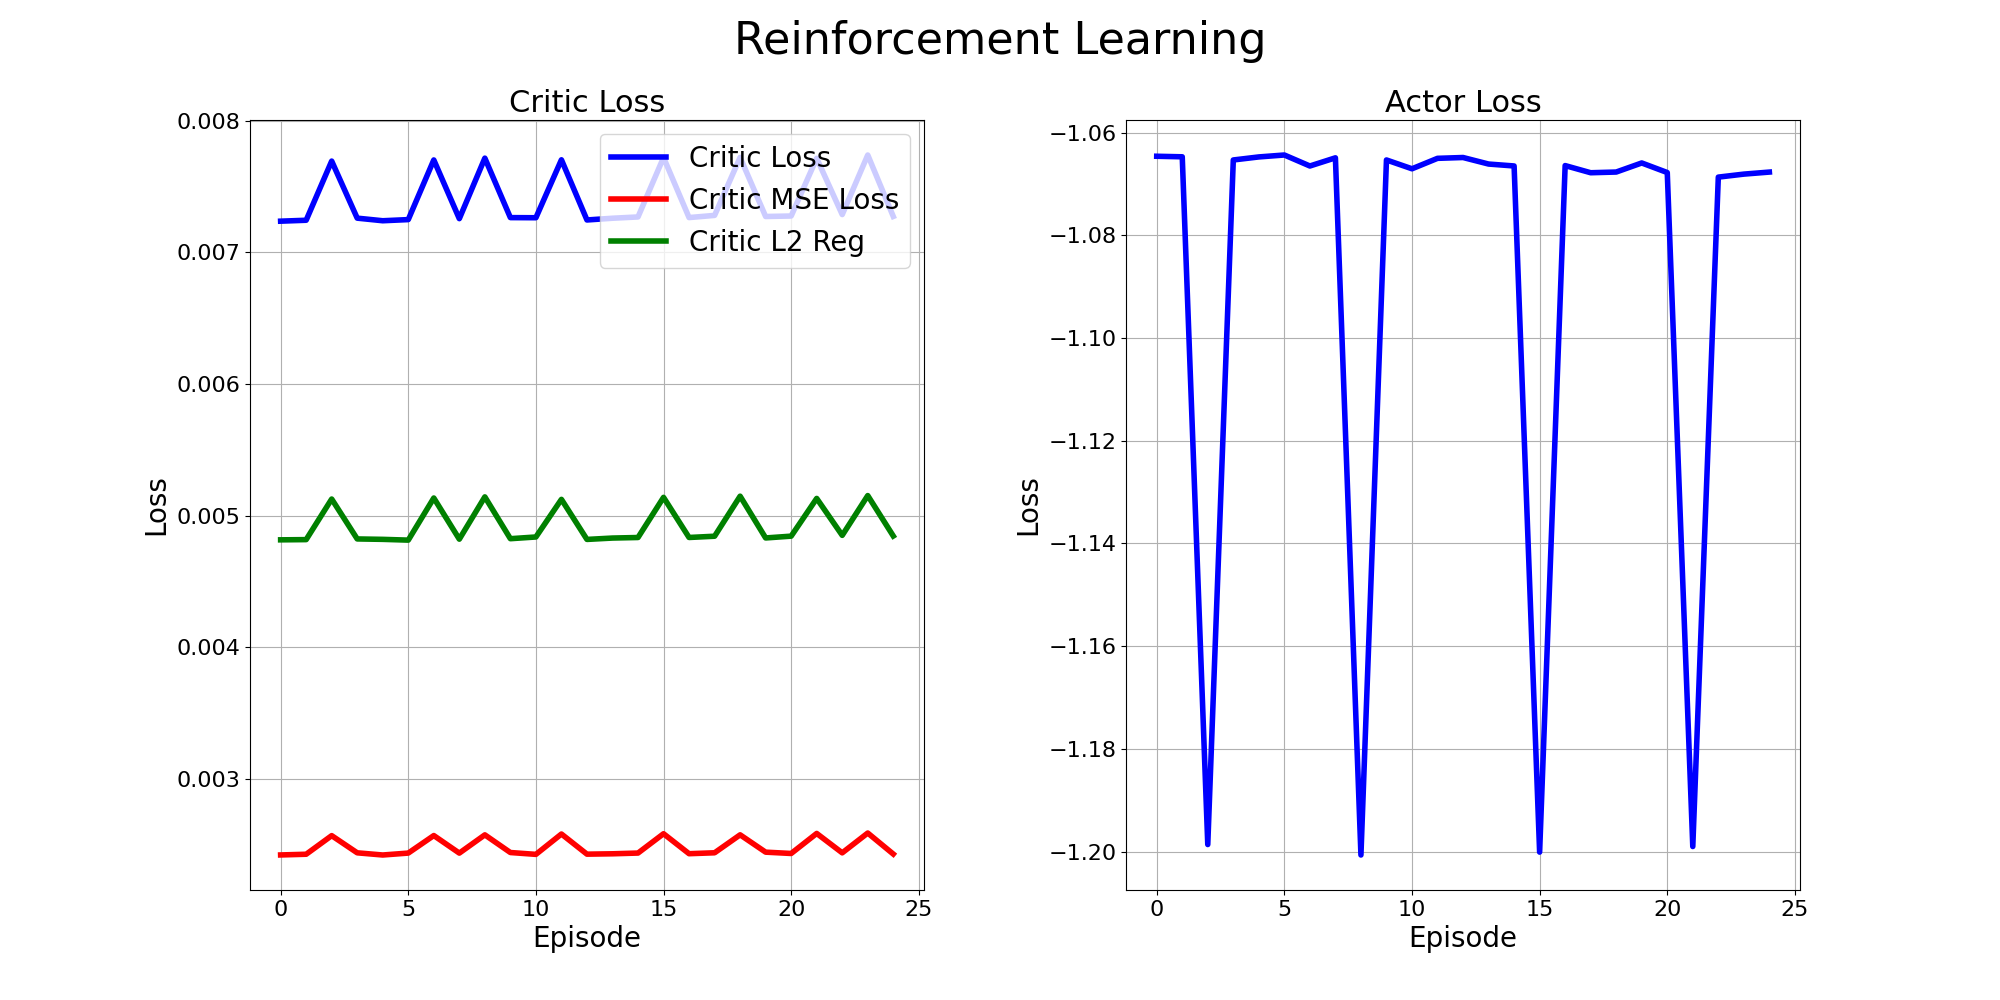 Reinforcement Learning
Critic Loss
0.008
0.007
0.006
0.005
0.004
0.003
Loss
Critic Loss
Critic MSE Loss
Critic L2 Reg
0 5 10 15 20 25
Episode
Actor Loss
−1.06
−1.08
−1.10
−1.12
−1.14
−1.16
−1.18
−1.20
Loss
0 5 10 15 20 25
Episode